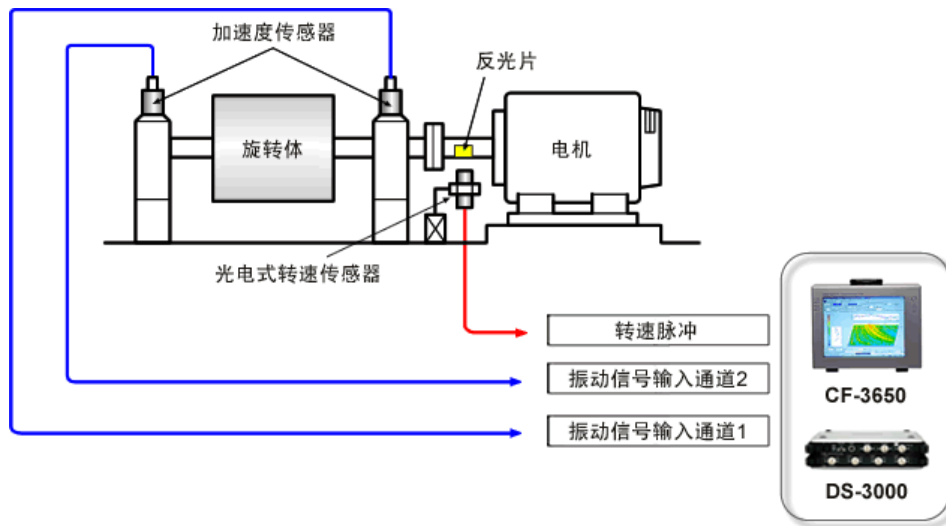 加速度传感器
反光片
旋转体
电机
光电式转速传感器
转速脉冲
振动信号输入通道2
振动信号输入通道1
CF-3650
DS-3000